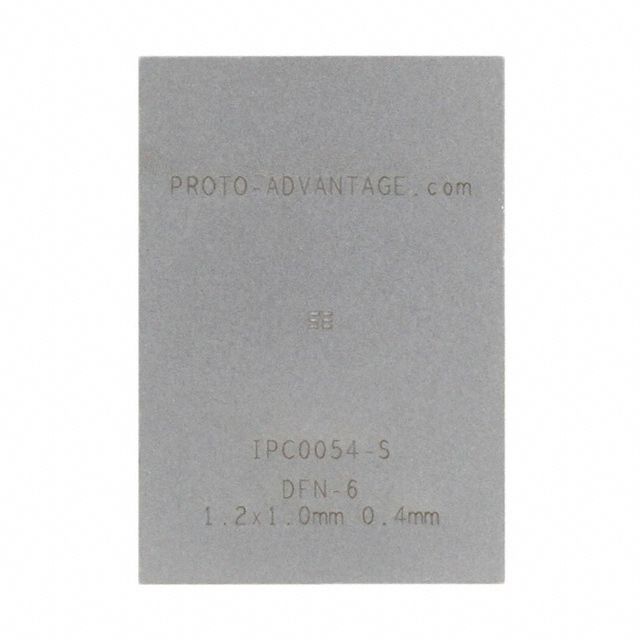 PROTO-ADVANTAGE.com
IPC0054-S
DFN-6
1.2x1.0mm 0.4mm